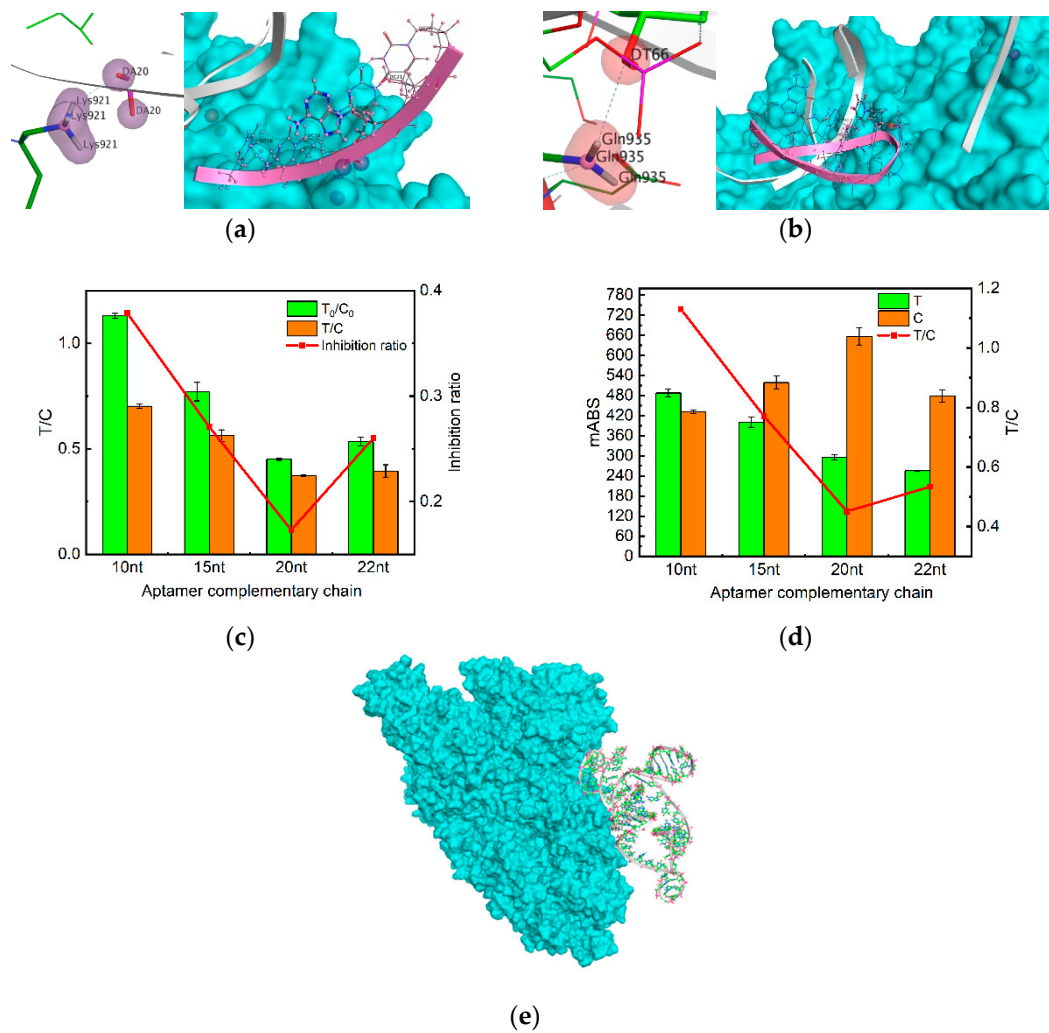 DA20
Lys921
Lys921
DA20
Lys921
DT66
Gln935
Gln935
Gln935
(a)
(b)
T₀/C₀
T/C
Inhibition ratio
T/C
1.0
0.5
0.0
0.4
0.3
0.2
Inhibition ratio
10nt 15nt 20nt 22nt
Aptamer complementary chain
(c)
T
C
T/C
mABS
780
720
660
600
540
480
420
360
300
240
180
120
60
0
1.2
1.0
0.8
0.6
0.4
T/C
10nt 15nt 20nt 22nt
Aptamer complementary chain
(d)
(e)